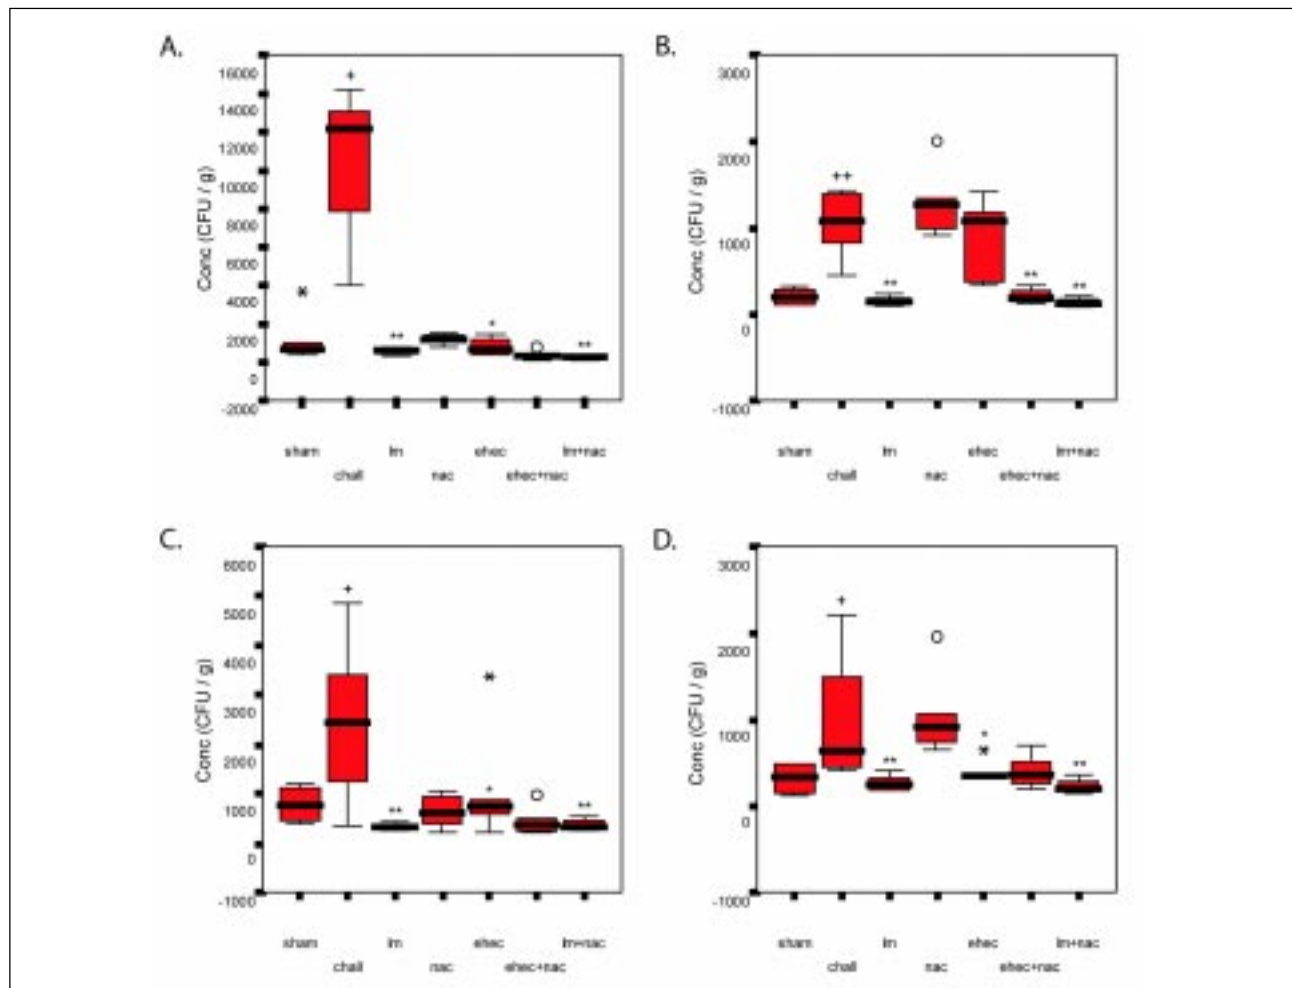 A.
16000
14000
12000
10000
8000
6000
4000
2000
0
-2000
Conc (CFU / g)
+
*
**
*
**
sham
lm
ehec
lm+nac
chall
nac
ehec+nac
B.
3000
2000
1000
0
-1000
Conc (CFU / g)
++
**
**
**
sham
lm
ehec
lm+nac
chall
nac
ehec+nac
C.
6000
5000
4000
3000
2000
1000
0
-1000
Conc (CFU / g)
+
*
**
*
**
sham
lm
ehec
lm+nac
chall
nac
ehec+nac
D.
3000
2000
1000
0
-1000
Conc (CFU / g)
+
**
*
*
**
sham
lm
ehec
lm+nac
chall
nac
ehec+nac